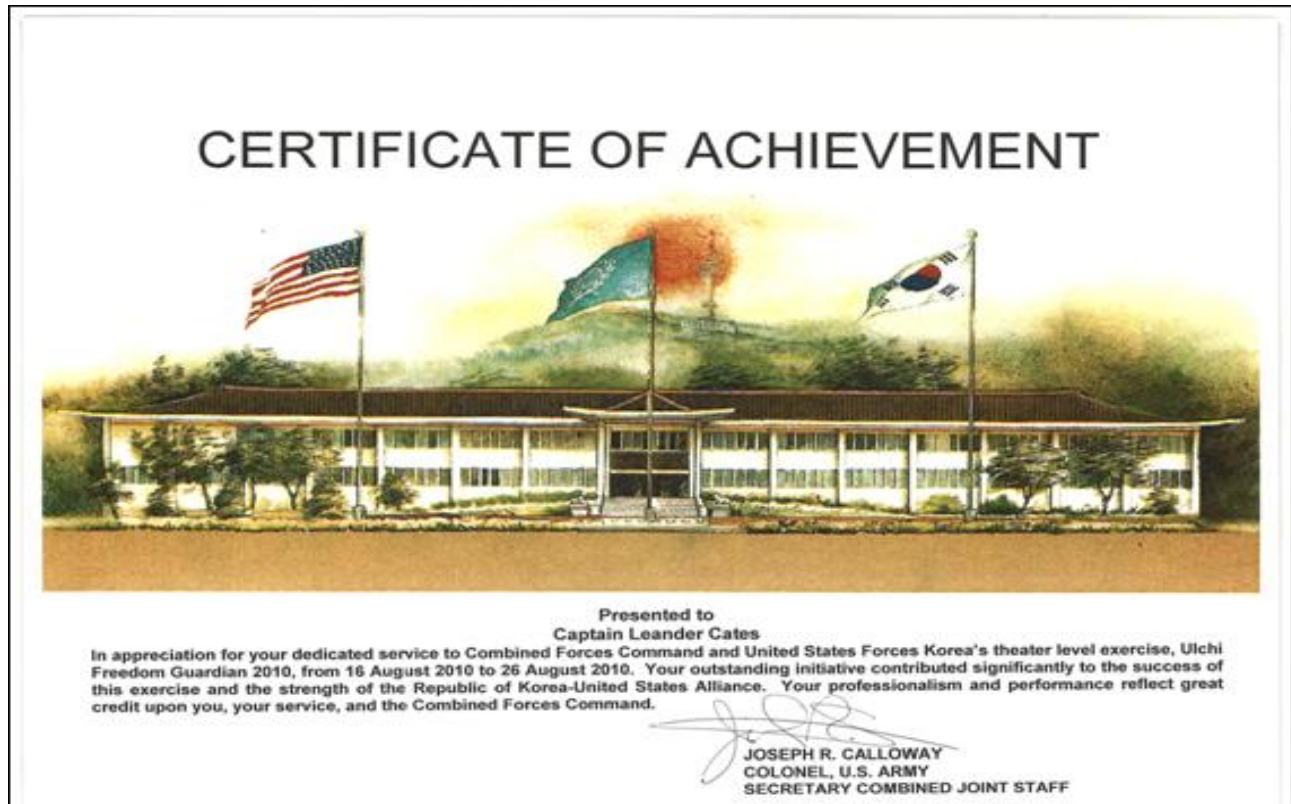 CERTIFICATE OF ACHIEVEMENT
Presented to
Captain Leander Cates
In appreciation for your dedicated service to Combined Forces Command and United States Forces Korea's theater level exercise, Ulchi
Freedom Guardian 2010, from 16 August 2010 to 26 August 2010. Your outstanding initiative contributed significantly to the success of
this exercise and the strength of the Republic of Korea-United States Alliance. Your professionalism and performance reflect great
credit upon you, your service, and the Combined Forces Command.
JOSEPH R. CALLOWAY
COLONEL, U.S. ARMY
SECRETARY COMBINED JOINT STAFF